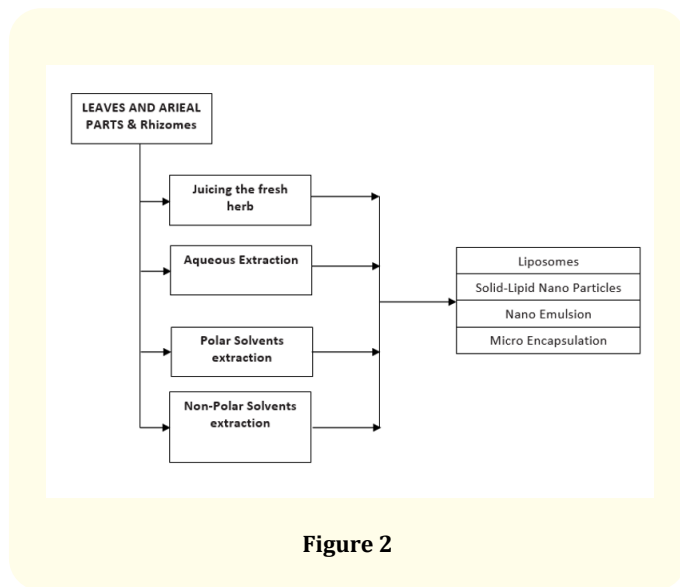 LEAVES AND ARIEAL
PARTS & Rhizomes
Juicing the fresh
herb
Aqueous Extraction
Polar Solvents
extraction
Non-Polar Solvents
extraction
Liposomes
Solid-Lipid Nano Particles
Nano Emulsion
Micro Encapsulation
Figure 2